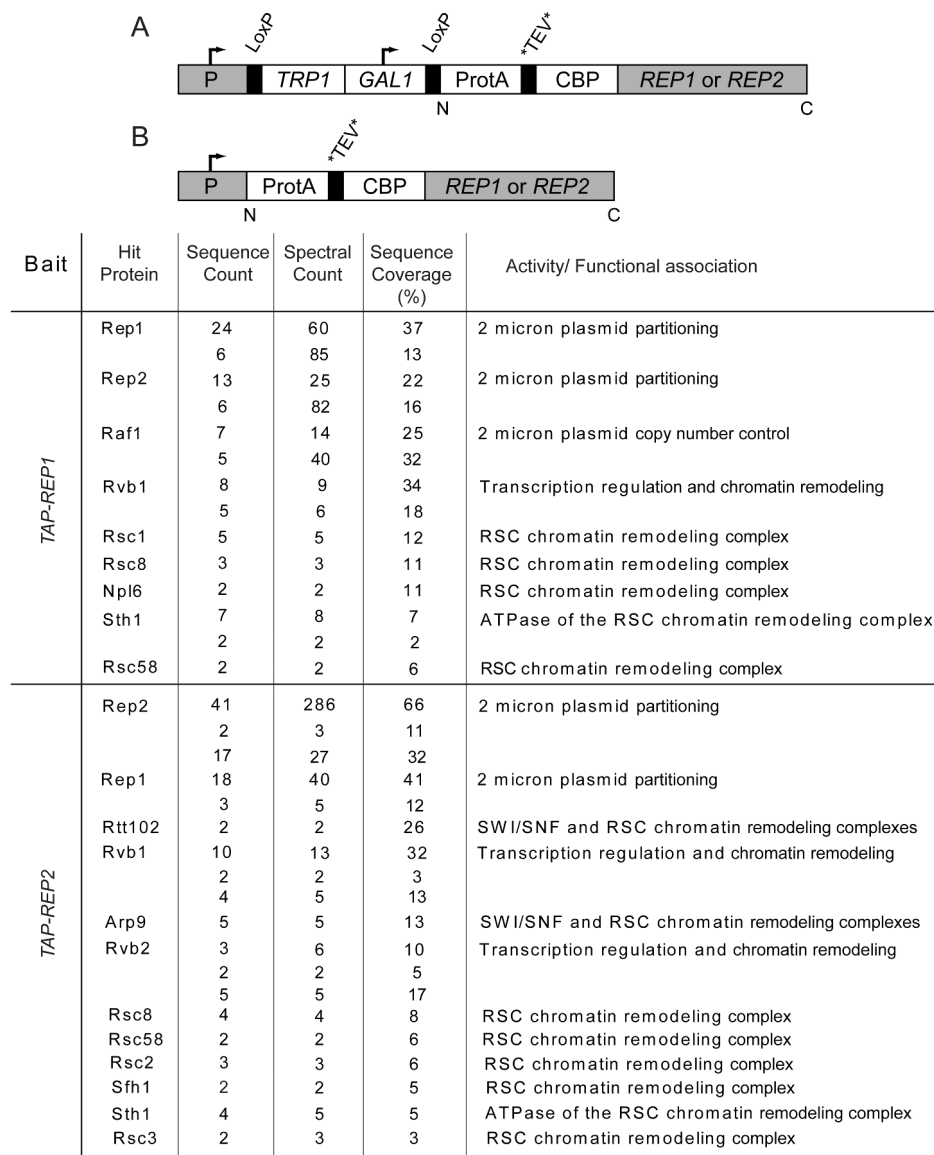 A
LoxP LoxP *TEV*
P TRP1 GAL1 ProtA CBP REP1 or REP2
N C
B
*TEV*
P ProtA CBP REP1 or REP2
N C
Bait Hit Protein Sequence Count Spectral Count Sequence Coverage (%) Activity/ Functional association
TAP-REP1
Rep1 24 60 37 2 micron plasmid partitioning
6 85 13
Rep2 13 25 22 2 micron plasmid partitioning
6 82 16
Raf1 7 14 25 2 micron plasmid copy number control
5 40 32
Rvb1 8 9 34 Transcription regulation and chromatin remodeling
5 6 18
Rsc1 5 5 12 RSC chromatin remodeling complex
Rsc8 3 3 11 RSC chromatin remodeling complex
Npl6 2 2 11 RSC chromatin remodeling complex
Sth1 7 8 7 ATPase of the RSC chromatin remodeling complex
2 2 2
Rsc58 2 2 6 RSC chromatin remodeling complex
TAP-REP2
Rep2 41 286 66 2 micron plasmid partitioning
2 3 11
17 27 32
Rep1 18 40 41 2 micron plasmid partitioning
3 5 12
Rtt102 2 2 26 SWI/SNF and RSC chromatin remodeling complexes
Rvb1 10 13 32 Transcription regulation and chromatin remodeling
2 2 3
4 5 13
Arp9 5 5 13 SWI/SNF and RSC chromatin remodeling complexes
Rvb2 3 6 10 Transcription regulation and chromatin remodeling
2 2 5
5 5 17
Rsc8 4 4 8 RSC chromatin remodeling complex
Rsc58 2 2 6 RSC chromatin remodeling complex
Rsc2 3 3 6 RSC chromatin remodeling complex
Sfh1 2 2 5 RSC chromatin remodeling complex
Sth1 4 5 5 ATPase of the RSC chromatin remodeling complex
Rsc3 2 3 3 RSC chromatin remodeling complex